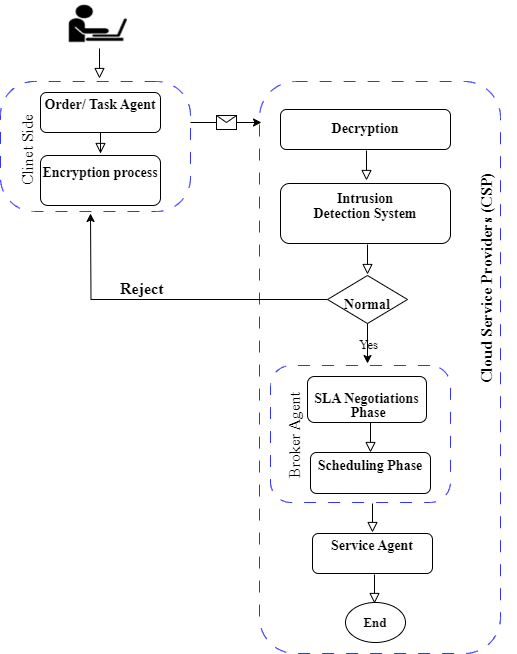 Order/ Task Agent
Encryption process
Clinet Side
Decryption
Intrusion
Detection System
Normal
Reject
Yes
SLA Negotiations
Phase
Scheduling Phase
Broker Agent
Service Agent
End
Cloud Service Providers (CSP)